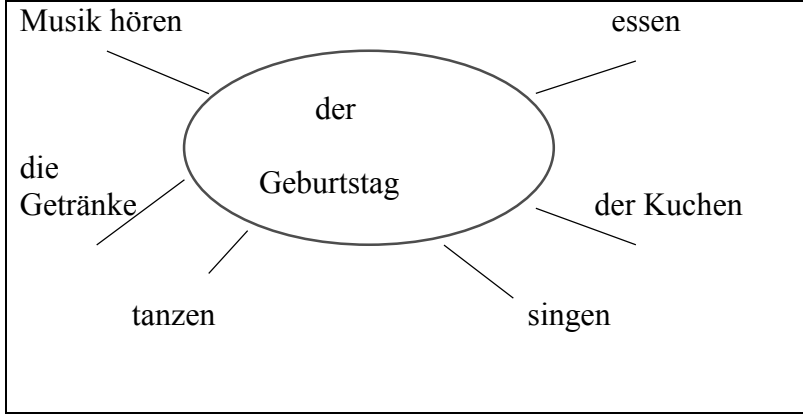 Musik hören
essen
der
Geburtstag
die
Getränke
der Kuchen
tanzen
singen